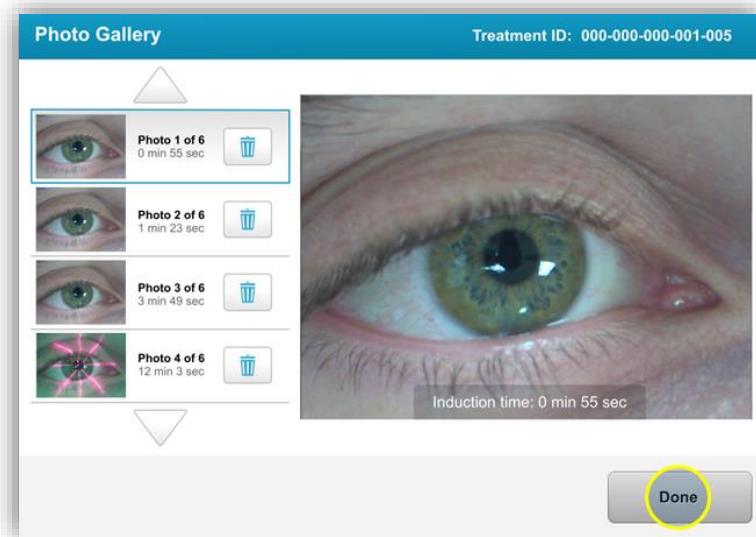 Photo Gallery
Treatment ID: 000-000-000-001-005
Photo 1 of 6
0 min 55 sec
Photo 2 of 6
1 min 23 sec
Photo 3 of 6
3 min 49 sec
Photo 4 of 6
12 min 3 sec
Induction time: 0 min 55 sec
Done